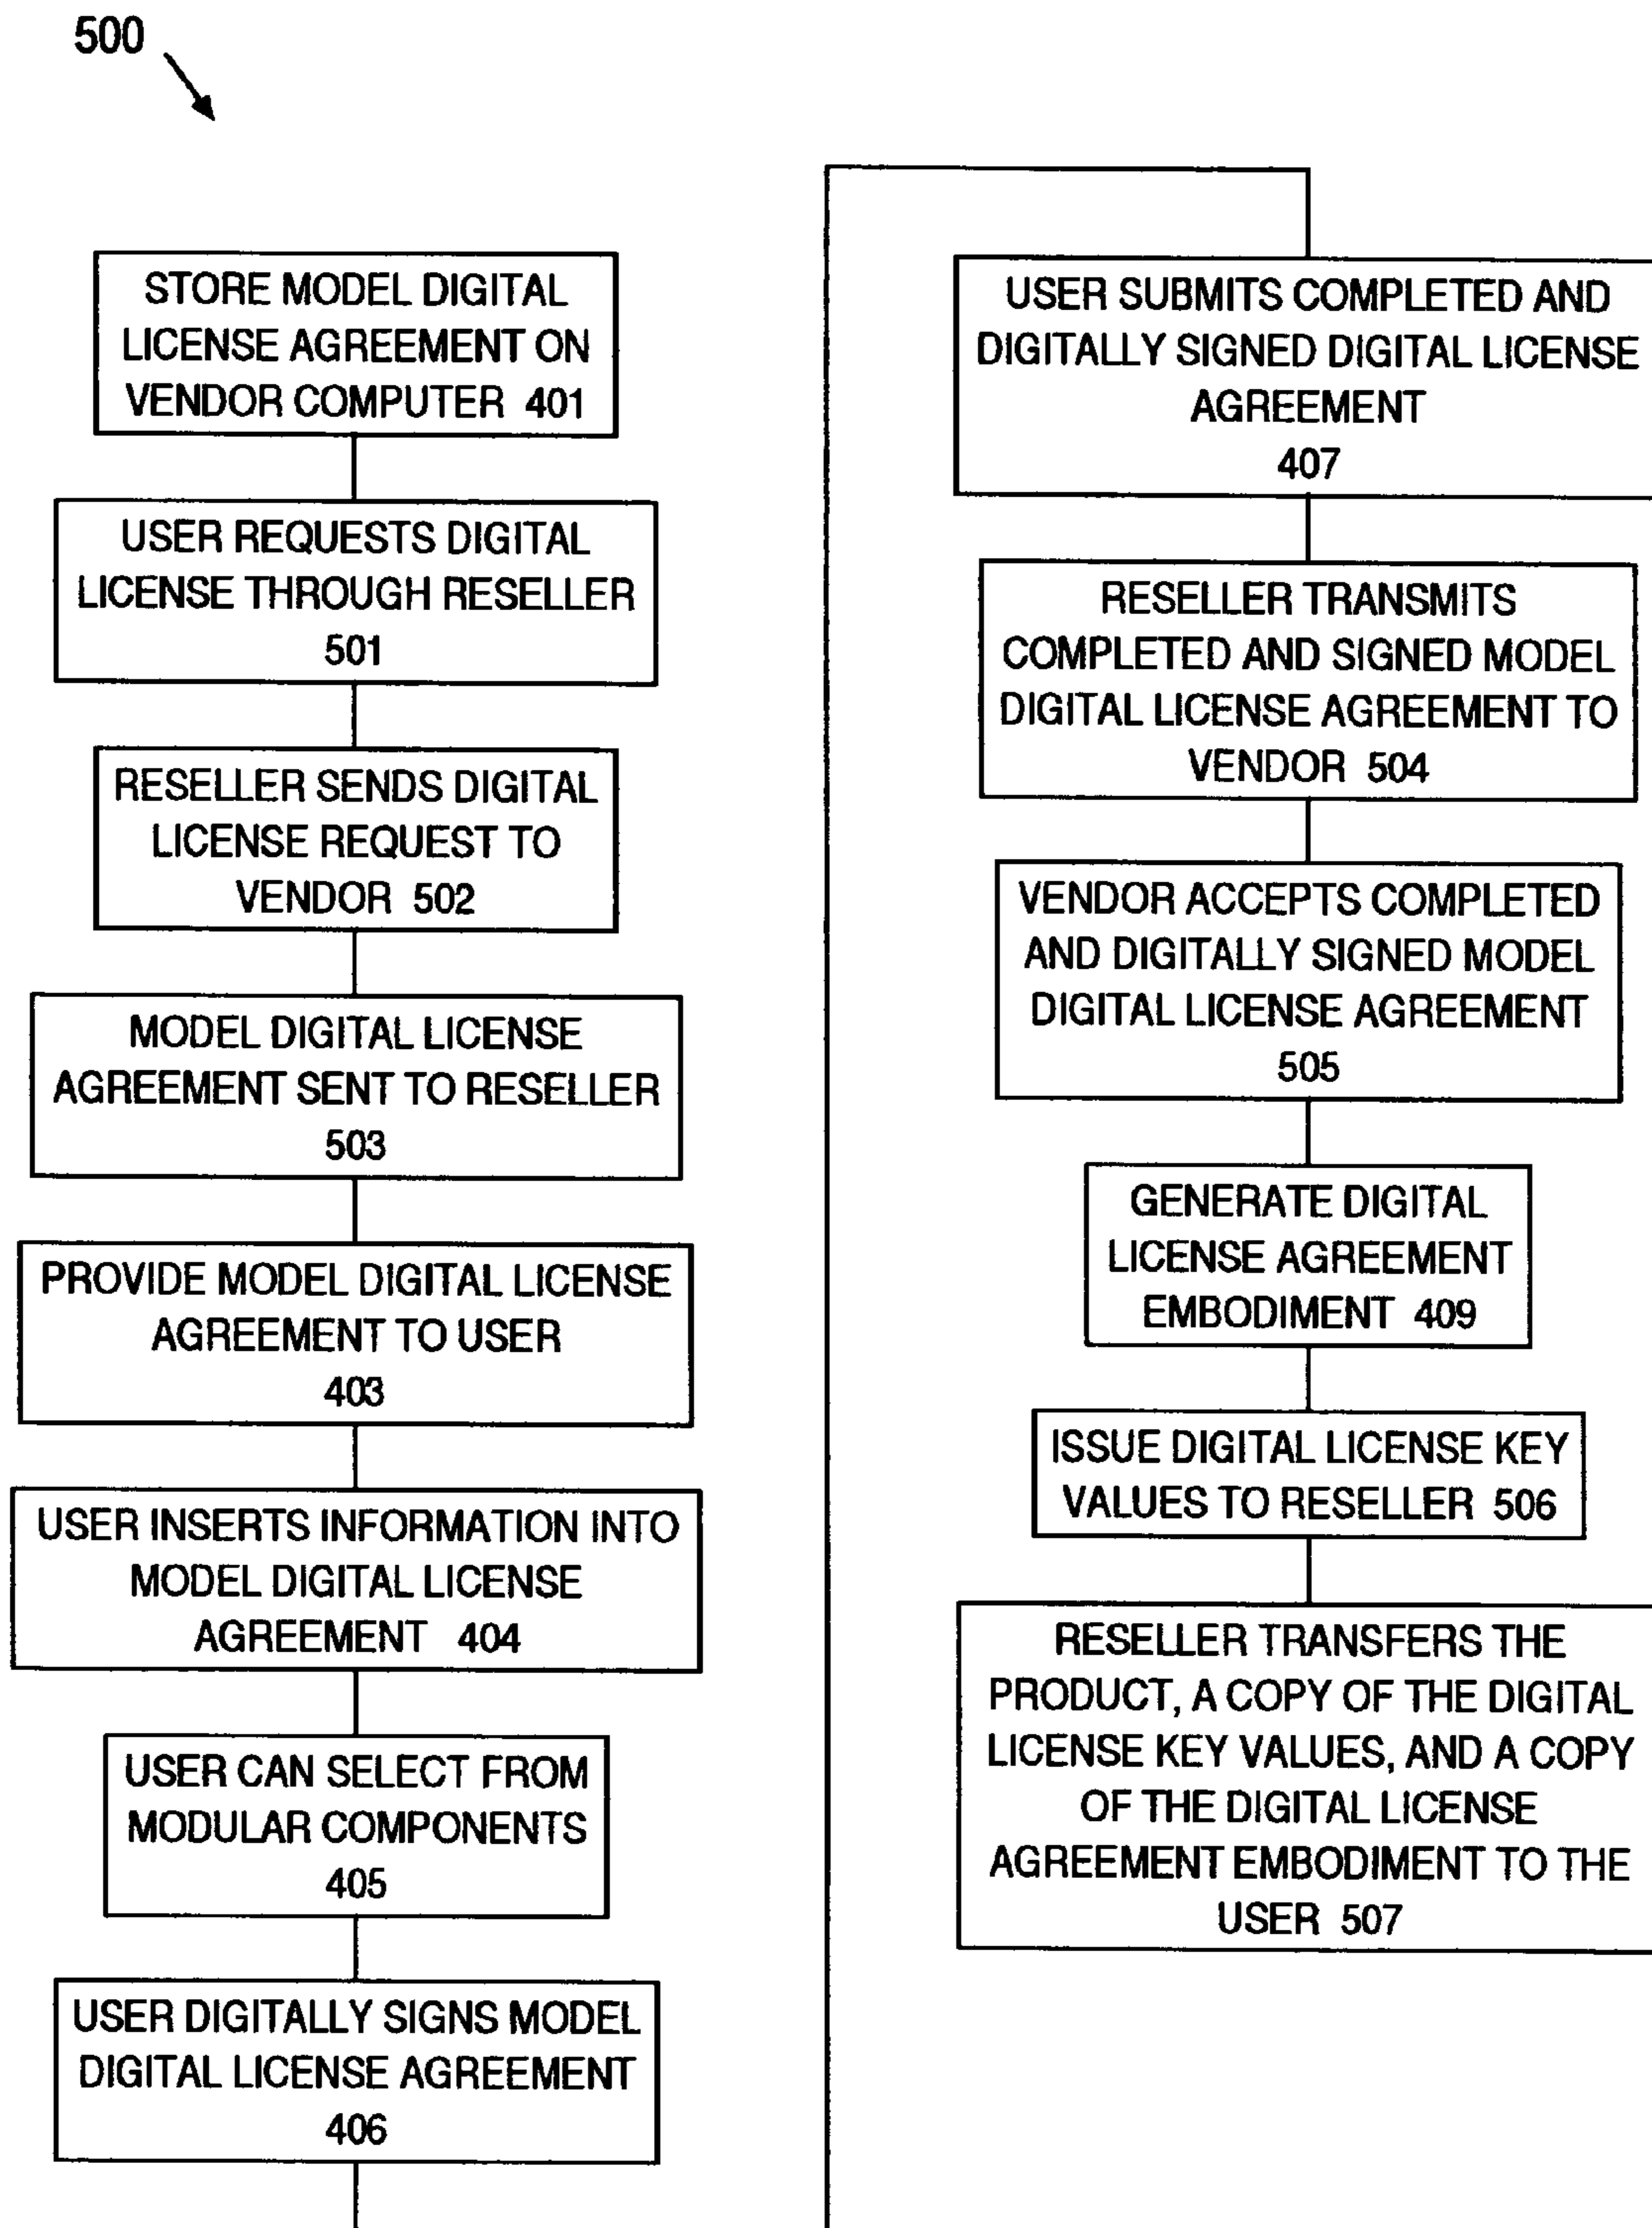 500
STORE MODEL DIGITAL
LICENSE AGREEMENT ON
VENDOR COMPUTER 401
USER REQUESTS DIGITAL
LICENSE THROUGH RESELLER
501
RESELLER SENDS DIGITAL
LICENSE REQUEST TO
VENDOR 502
MODEL DIGITAL LICENSE
AGREEMENT SENT TO RESELLER
503
PROVIDE MODEL DIGITAL LICENSE
AGREEMENT TO USER
403
USER INSERTS INFORMATION INTO
MODEL DIGITAL LICENSE
AGREEMENT 404
USER CAN SELECT FROM
MODULAR COMPONENTS
405
USER DIGITALLY SIGNS MODEL
DIGITAL LICENSE AGREEMENT
406
USER SUBMITS COMPLETED AND
DIGITALLY SIGNED DIGITAL LICENSE
AGREEMENT
407
RESELLER TRANSMITS
COMPLETED AND SIGNED MODEL
DIGITAL LICENSE AGREEMENT TO
VENDOR 504
VENDOR ACCEPTS COMPLETED
AND DIGITALLY SIGNED MODEL
DIGITAL LICENSE AGREEMENT
505
GENERATE DIGITAL
LICENSE AGREEMENT
EMBODIMENT 409
ISSUE DIGITAL LICENSE KEY
VALUES TO RESELLER 506
RESELLER TRANSFERS THE
PRODUCT, A COPY OF THE DIGITAL
LICENSE KEY VALUES, AND A COPY
OF THE DIGITAL LICENSE
AGREEMENT EMBODIMENT TO THE
USER 507